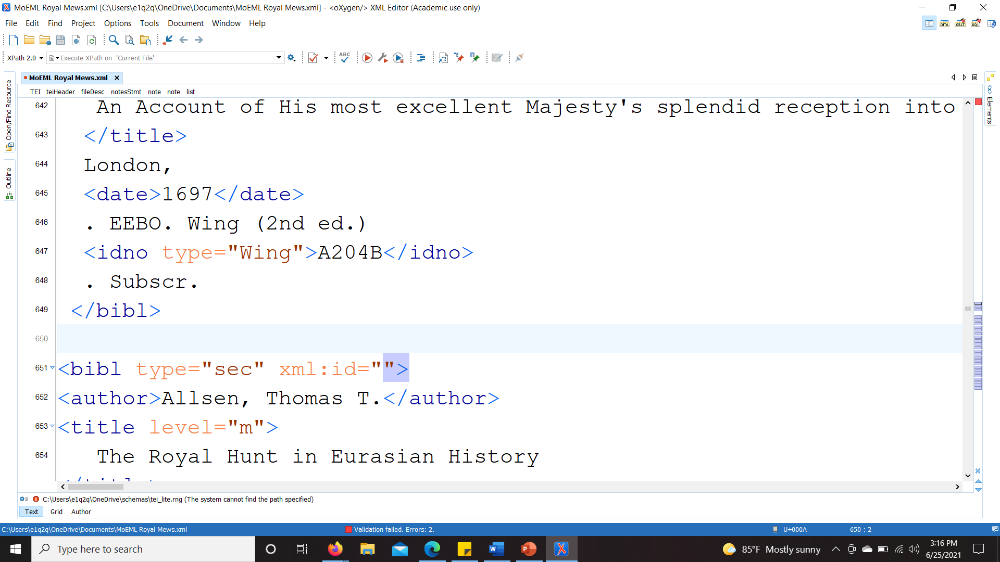 MoEML Royal Mews.xml [C:\Users\e1q2q\OneDrive\Documents\MoEML Royal Mews.xml] - <oXygen/> XML Editor (Academic use only)
File Edit Find Project Options Tools Document Window Help
DITA XSLT XQ
XPath 2.0 Execute XPath on 'Current File'
ABC
MoEML Royal Mews.xml
TEI teiHeader fileDesc notesStmt note note list
Open/Find Resource
Outline
Elements
642 An Account of His most excellent Majesty's splendid reception into
643 </title>
644 London,
645 <date>1697</date>
646 . EEBO. Wing (2nd ed.)
647 <idno type="Wing">A204B</idno>
648 . Subscr.
649 </bibl>
650
651 <bibl type="sec" xml:id="">
652 <author>Allsen, Thomas T.</author>
653 <title level="m">
654 The Royal Hunt in Eurasian History
C:\Users\e1q2q\OneDrive\schemas\tei_lite.rng (The system cannot find the path specified)
Text Grid Author
C:\Users\e1q2q\OneDrive\Documents\MoEML Royal Mews.xml Validation failed. Errors: 2. U+000A 650 : 2
Type here to search 85°F Mostly sunny 3:16 PM
6/25/2021